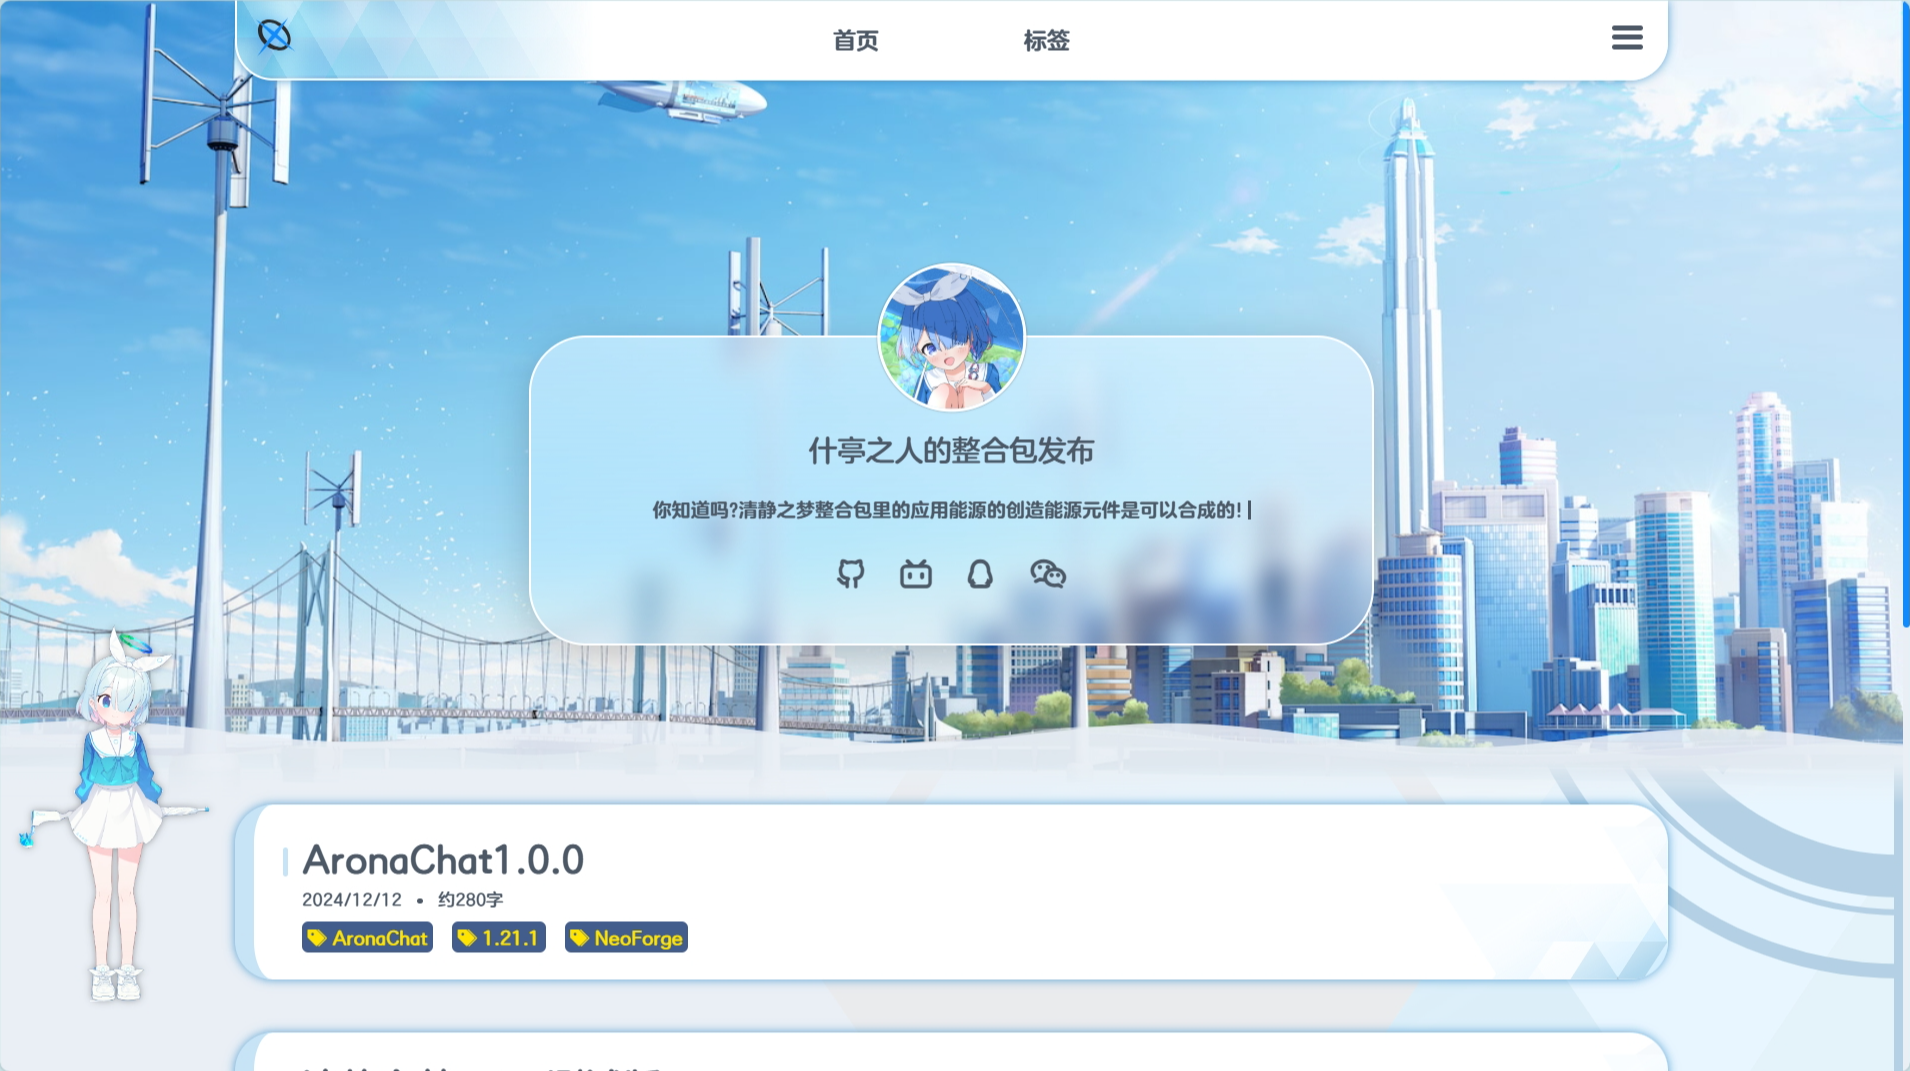 首页
标签
什亭之人的整合包发布
你知道吗?清静之梦整合包里的应用能源的创造能源元件是可以合成的!|
AronaChat1.0.0
2024/12/12 • 约280字
AronaChat 1.21.1 NeoForge